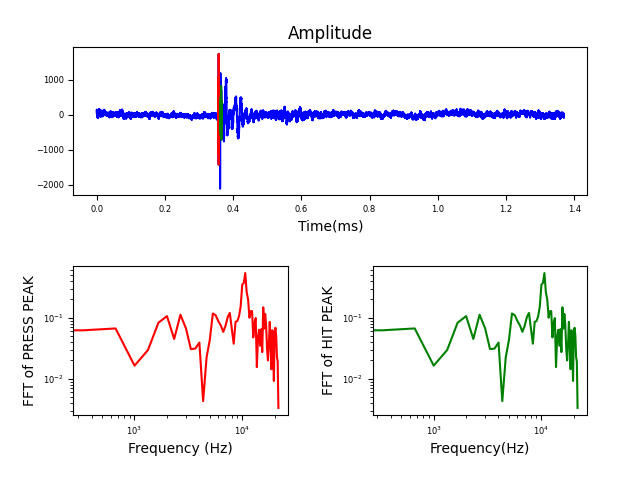 Amplitude
1000
0
−1000
−2000
0.0 0.2 0.4 0.6 0.8 1.0 1.2 1.4
Time(ms)
FFT of PRESS PEAK
10⁻¹
10⁻²
10³ 10⁴
Frequency (Hz)
FFT of HIT PEAK
10⁻¹
10⁻²
10³ 10⁴
Frequency(Hz)